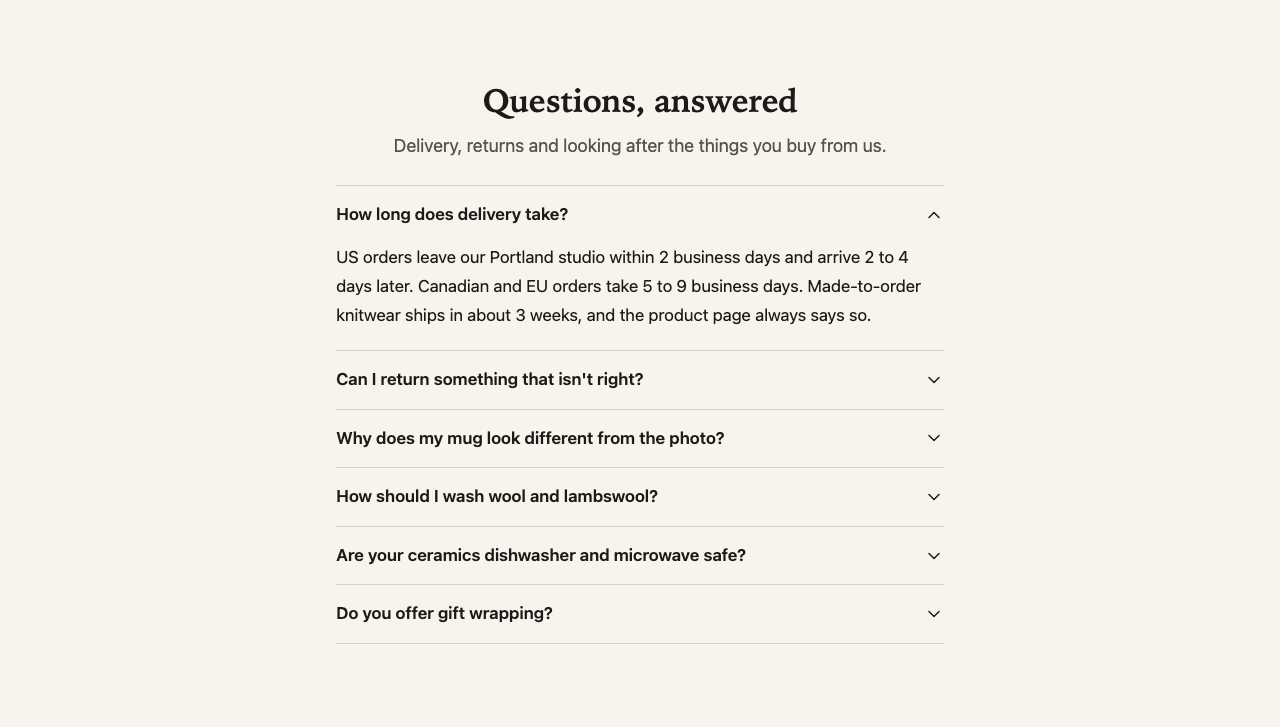 Questions, answered
Delivery, returns and looking after the things you buy from us.
How long does delivery take?
US orders leave our Portland studio within 2 business days and arrive 2 to 4
days later. Canadian and EU orders take 5 to 9 business days. Made-to-order
knitwear ships in about 3 weeks, and the product page always says so.
Can I return something that isn't right?
Why does my mug look different from the photo?
How should I wash wool and lambswool?
Are your ceramics dishwasher and microwave safe?
Do you offer gift wrapping?